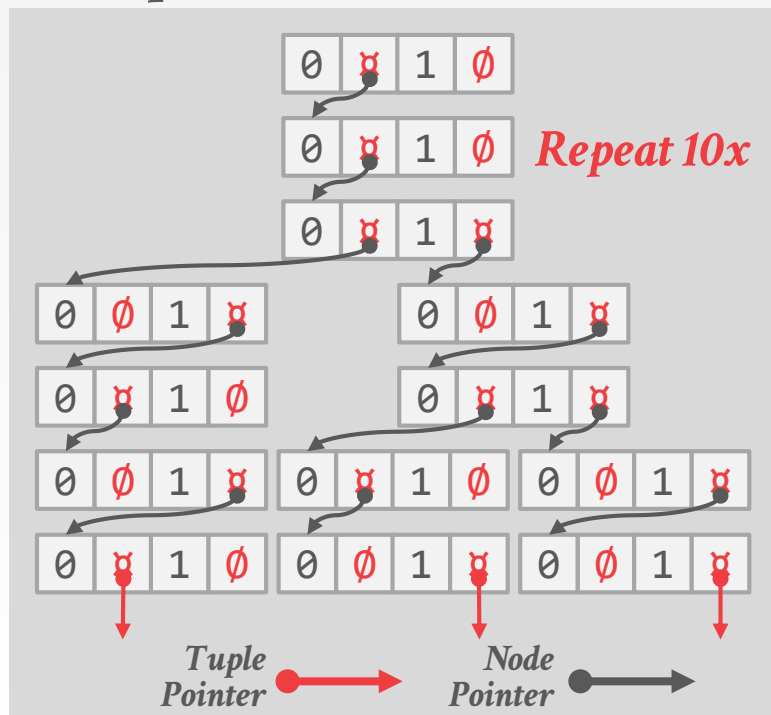 0 ¤ 1 Ø
0 ¤ 1 Ø
Repeat 10x
0 ¤ 1 ¤
0 Ø 1 ¤ 0 Ø 1 ¤
0 ¤ 1 Ø 0 ¤ 1 ¤
0 Ø 1 ¤ 0 ¤ 1 Ø 0 Ø 1 ¤
0 ¤ 1 Ø 0 Ø 1 ¤ 0 Ø 1 ¤
Tuple
Pointer
Node
Pointer